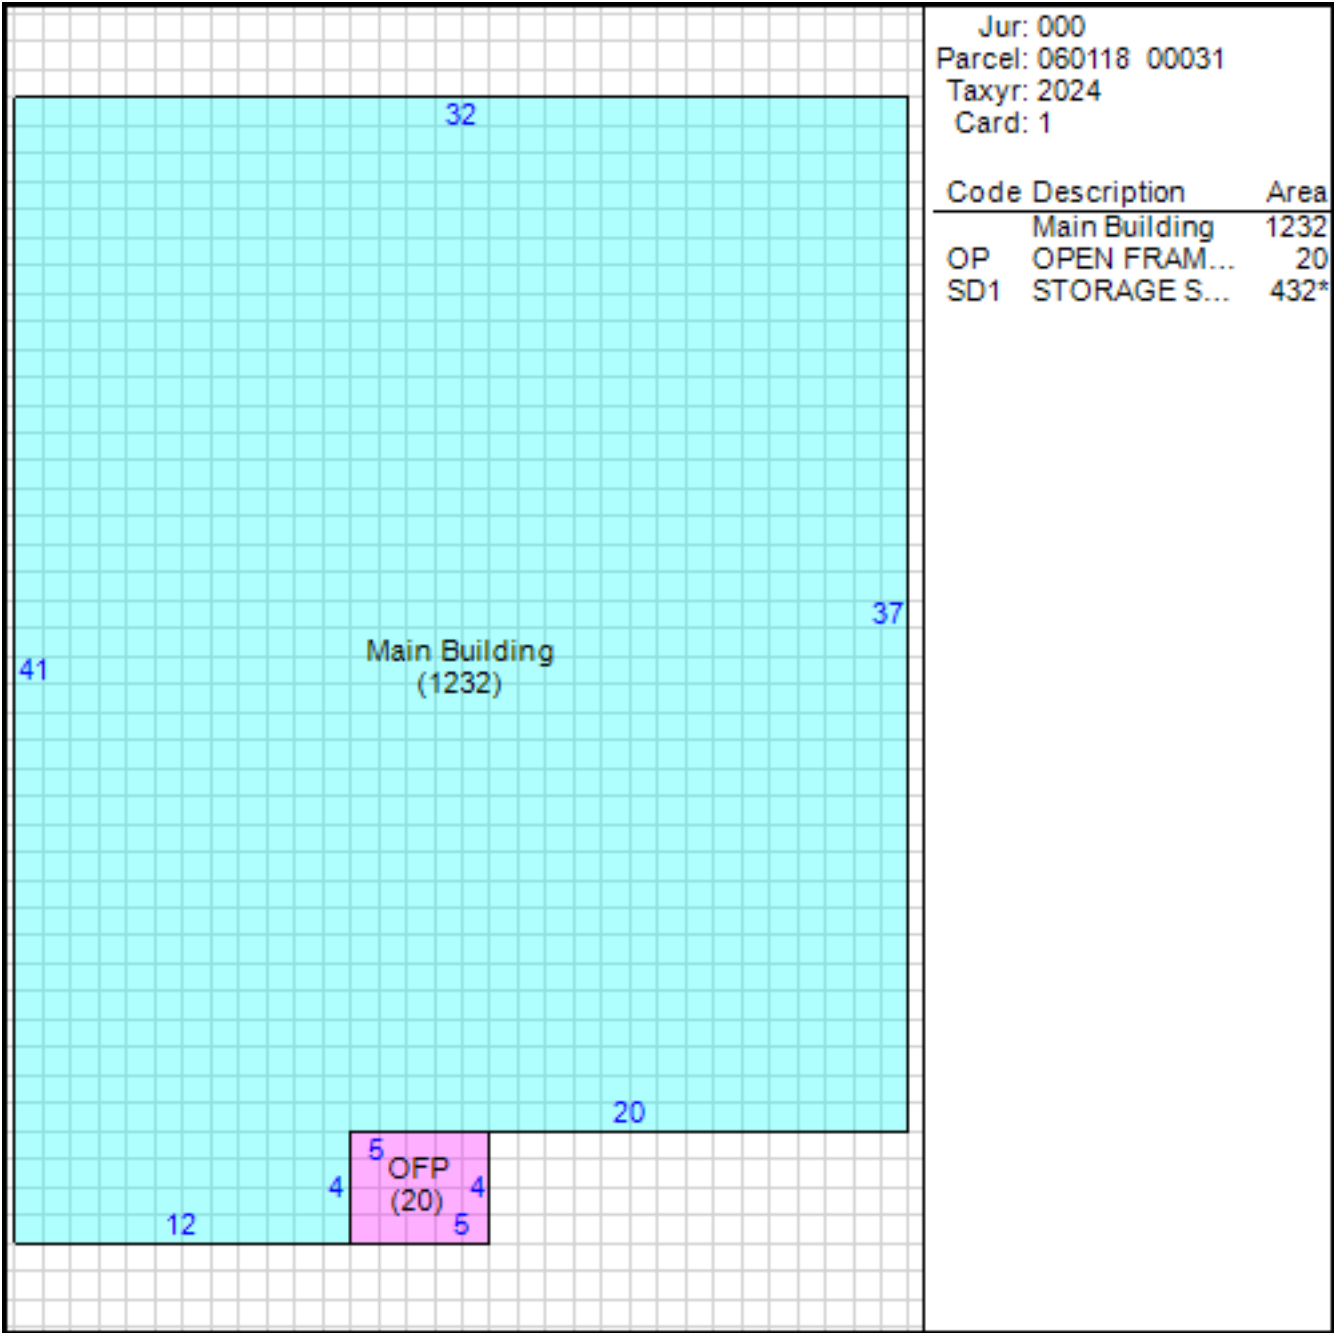 Jur: 000
Parcel: 060118 00031
Taxyr: 2024
Card: 1
Code Description Area
Main Building 1232
OP OPEN FRAM... 20
SD1 STORAGE S... 432*
32
37
41
Main Building
(1232)
20
5
OFP
4
4
(20)
12
5